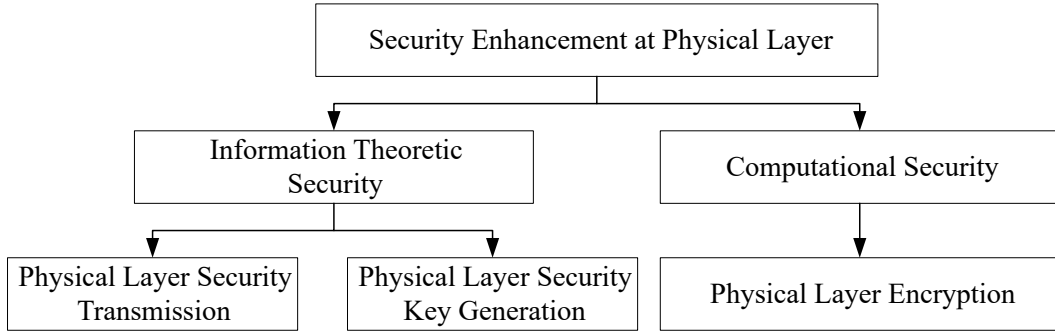 Security Enhancement at Physical Layer
Information Theoretic
Security
Computational Security
Physical Layer Security
Transmission
Physical Layer Security
Key Generation
Physical Layer Encryption